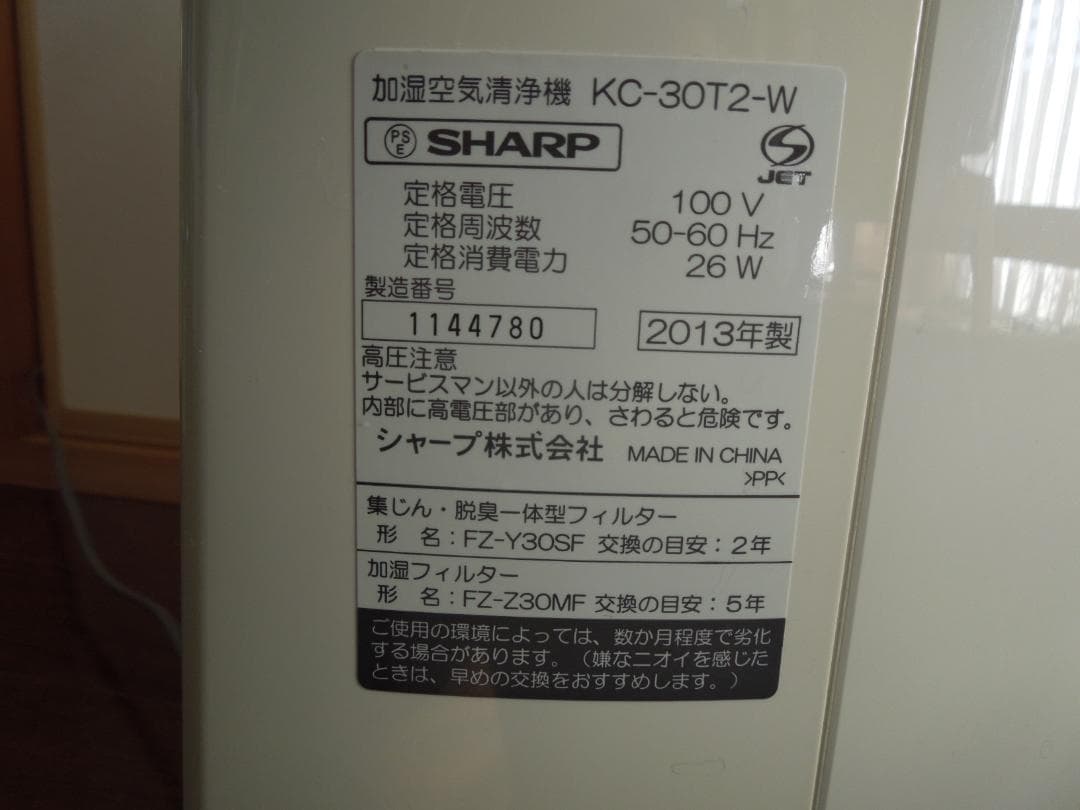 加湿空気清浄機 KC-30T2-W
PS E SHARP
JET
定格電圧 100 V
定格周波数 50-60 Hz
定格消費電力 26 W
製造番号
1144780 2013年製
高圧注意
サービスマン以外の人は分解しない。
内部に高電圧部があり、さわると危険です。
シャープ株式会社 MADE IN CHINA
>PP<
集じん・脱臭一体型フィルター
形 名：FZ-Y30SF 交換の目安：2年
加湿フィルター
形 名：FZ-Z30MF 交換の目安：5年
ご使用の環境によっては、数か月程度で劣化
する場合があります。（嫌なニオイを感じた
ときは、早めの交換をおすすめします。）